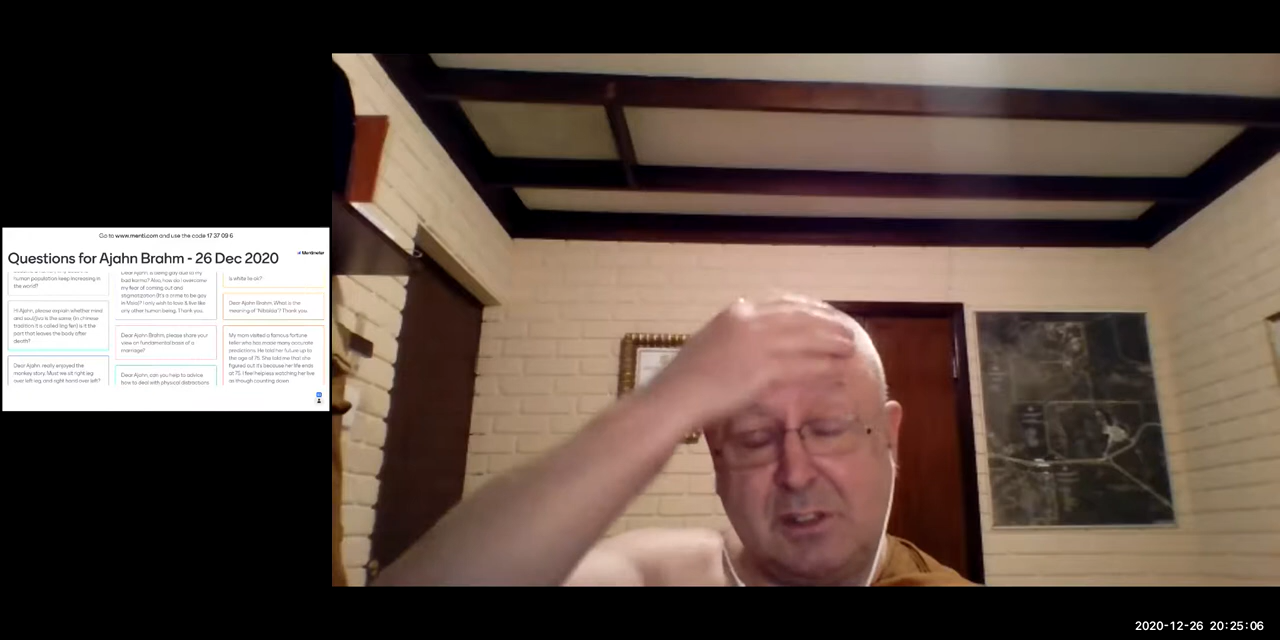 Go to www.menti.com and use the code 17 37 09 6
Mentimeter
Questions for Ajahn Brahm - 26 Dec 2020
human population keep increasing in
the world?
Hi Ajahn, please explain whether mind
and soul
is the same, (in chinese
tradition it is called ling
is it the
part that leaves the body after
death?
Dear Ajahn, really enjoyed the
monkey story. Must we sit right leg
over left leg, and right hand over left?
Dear Ajahn, is being gay due to my
bad karma? Also, how do I overcome
my fear of coming out and
stigmatization (It's a crime to be gay
in
I only wish to love & live like
any other human being. Thank you.
Dear Ajahn Brahm, please share your
view on fundamental base of a
marriage?
Dear Ajahn, can you help to advice
how to deal with physical distractions
is white lie ok?
Dear Ajahn Brahm, What is the
meaning of "Nibbida"? Thank you.
My mom visited a famous fortune
teller who has made many accurate
predictions. He told her future up to
the age of 75. She told me that she
figured out it's because her life ends
at 75. I feel helpless watching her live
as though counting down
2020-12-26 20:25:06